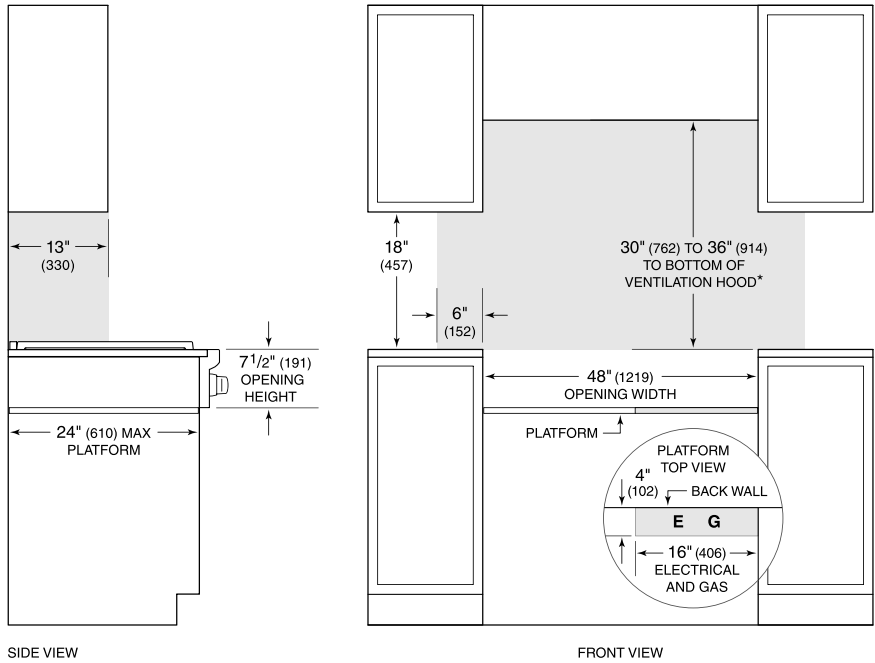 13"
(330)
7 1/2" (191)
OPENING
HEIGHT
24" (610) MAX
PLATFORM
SIDE VIEW
18"
(457)
30" (762) TO 36" (914)
TO BOTTOM OF
VENTILATION HOOD*
6"
(152)
48" (1219)
OPENING WIDTH
PLATFORM
PLATFORM
TOP VIEW
4"
(102)
BACK WALL
E G
16" (406)
ELECTRICAL
AND GAS
FRONT VIEW